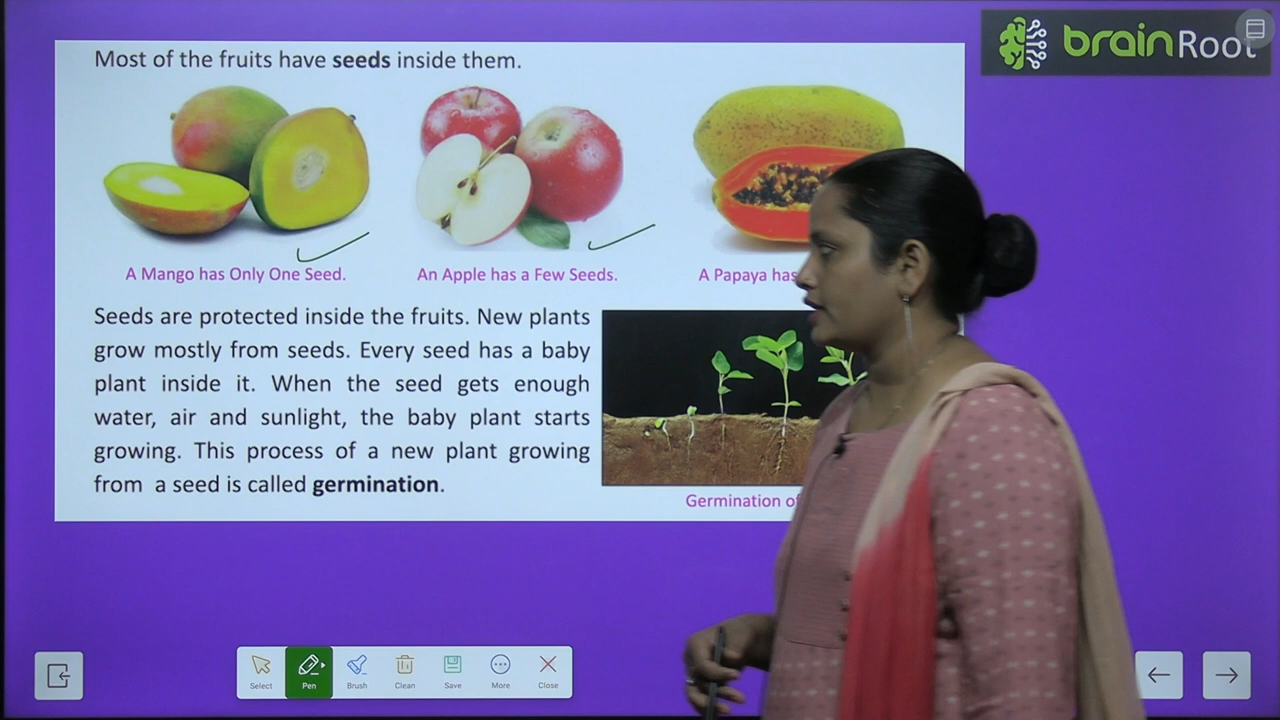 brainRoot
Most of the fruits have seeds inside them.
A Mango has Only One Seed.
An Apple has a Few Seeds.
A Papaya has
Seeds are protected inside the fruits. New plants
grow mostly from seeds. Every seed has a baby
plant inside it. When the seed gets enough
water, air and sunlight, the baby plant starts
growing. This process of a new plant growing
from a seed is called germination.
Germination of
Select
Pen
Brush
Clean
Save
More
Close